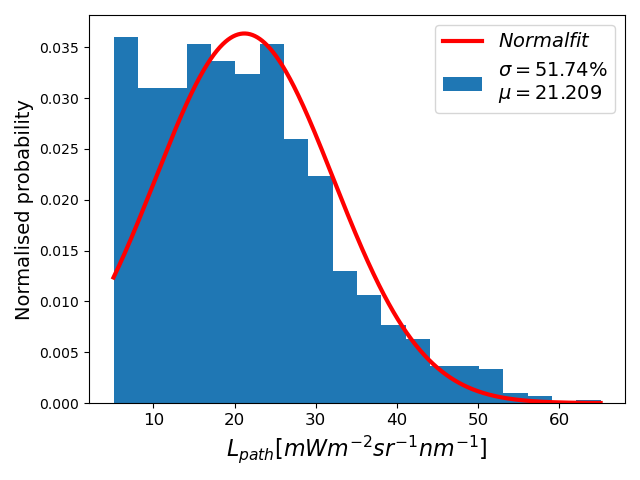 Normalfit
σ = 51.74%
μ = 21.209
Normalised probability
0.035
0.030
0.025
0.020
0.015
0.010
0.005
0.000
10 20 30 40 50 60
L_path[mWm⁻²sr⁻¹nm⁻¹]